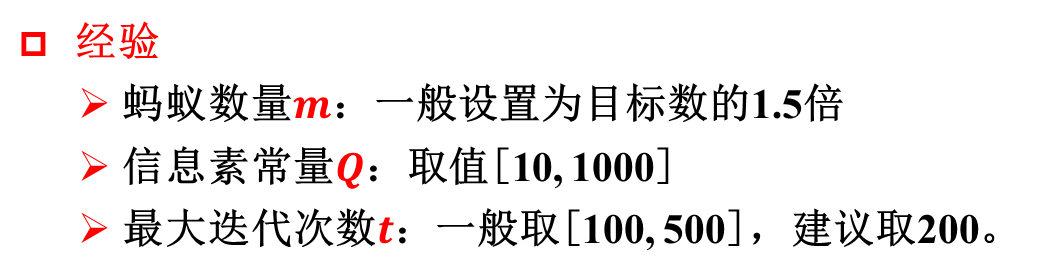 经验
蚂蚁数量m：一般设置为目标数的1.5倍
信息素常量Q：取值[10, 1000]
最大迭代次数t：一般取[100, 500]，建议取200。